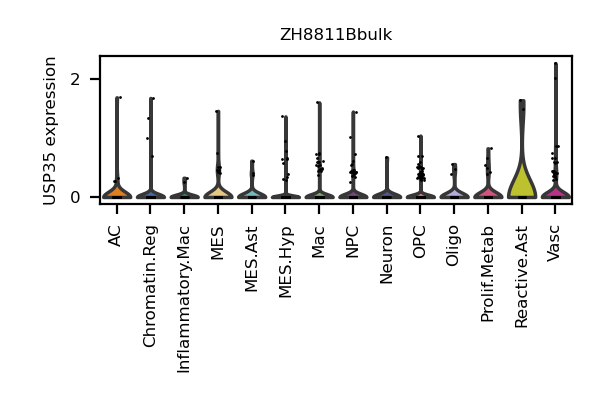 ZH8811Bbulk
USP35 expression
2
0
AC
Chromatin.Reg
Inflammatory.Mac
MES
MES.Ast
MES.Hyp
Mac
NPC
Neuron
OPC
Oligo
Prolif.Metab
Reactive.Ast
Vasc